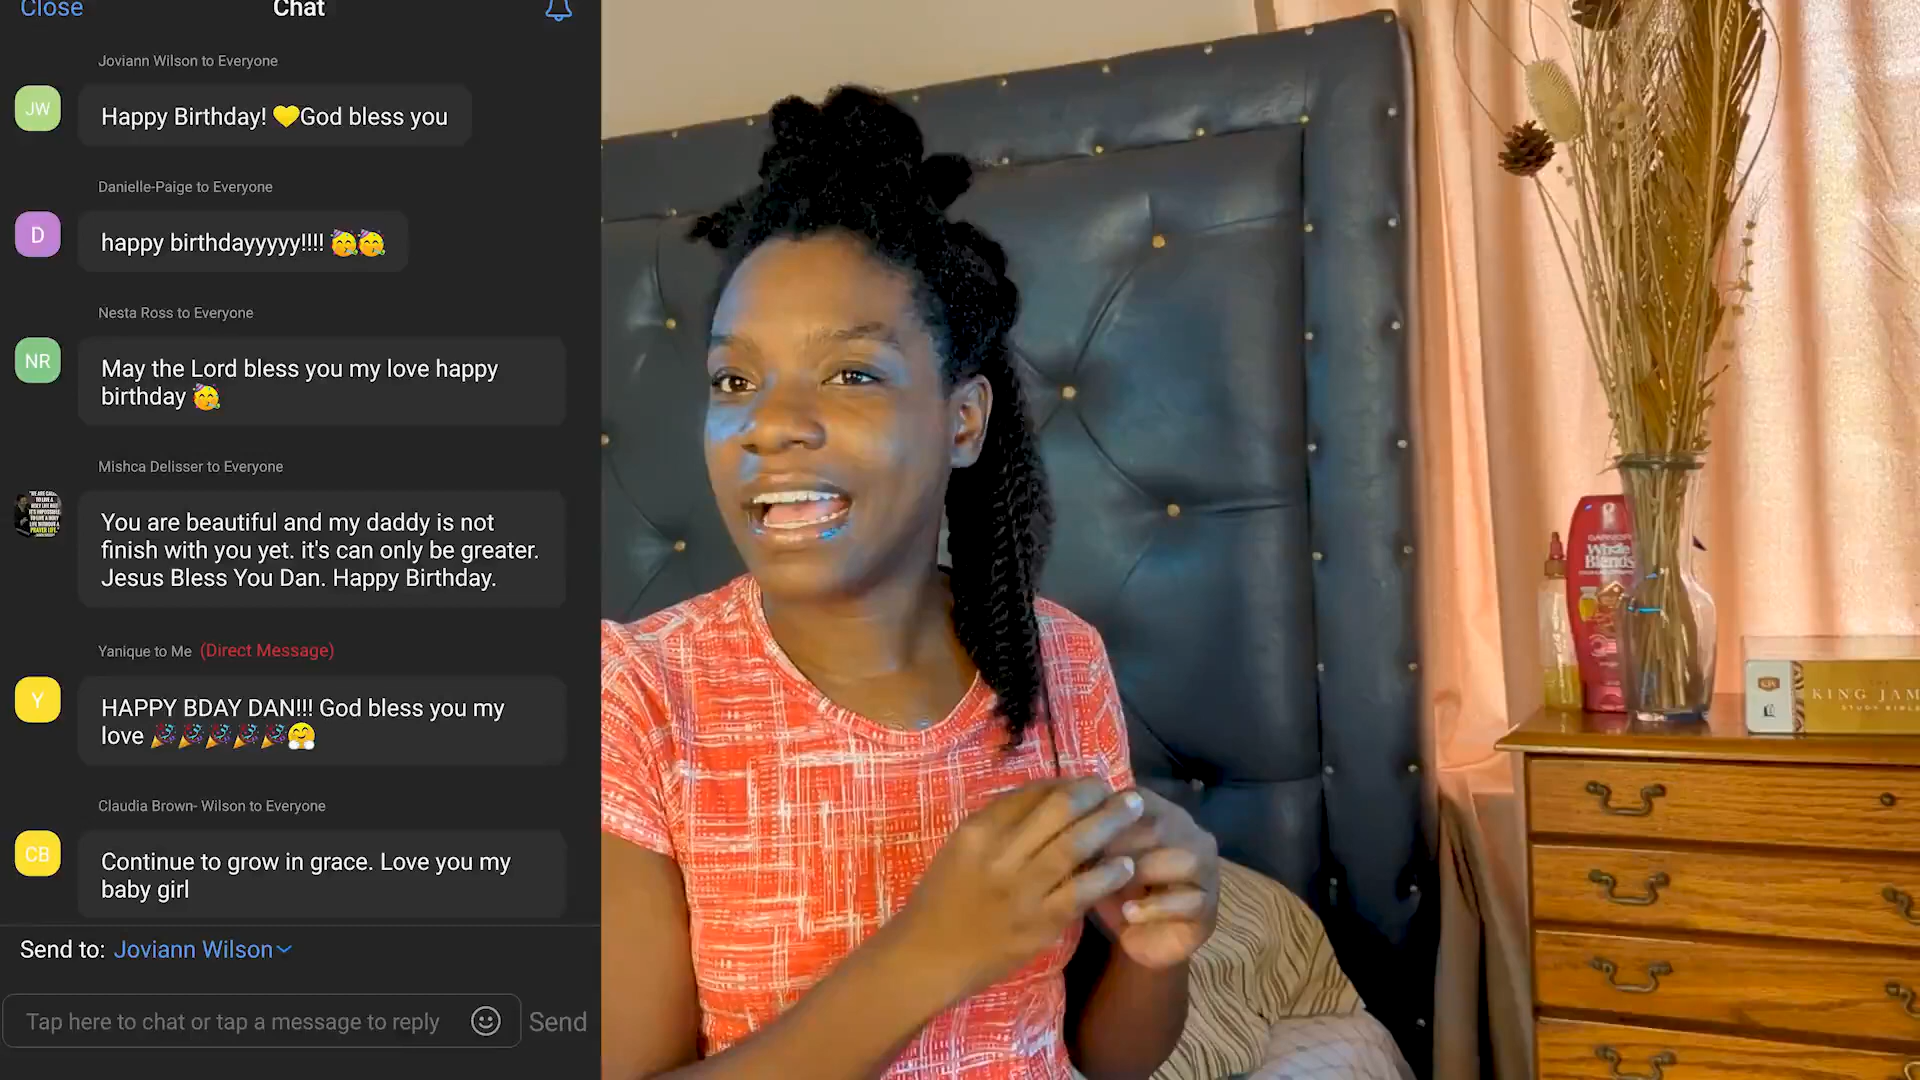 Close
Chat
Joviann Wilson to Everyone
JW
Happy Birthday! 💛God bless you
Danielle-Paige to Everyone
D
happy birthdayyyyy!!!! 🥳🥳
Nesta Ross to Everyone
NR
May the Lord bless you my love happy
birthday 🥳
Mishca Delisser to Everyone
You are beautiful and my daddy is not
finish with you yet. it's can only be greater.
Jesus Bless You Dan. Happy Birthday.
Yanique to Me (Direct Message)
Y
HAPPY BDAY DAN!!! God bless you my
love 🎉🎉🎉🎉🎉🤗
Claudia Brown- Wilson to Everyone
CB
Continue to grow in grace. Love you my
baby girl
Send to: Joviann Wilson
Tap here to chat or tap a message to reply
Send
GARNIER
Whole
Blends
KING JAM
STUDY BIBLE